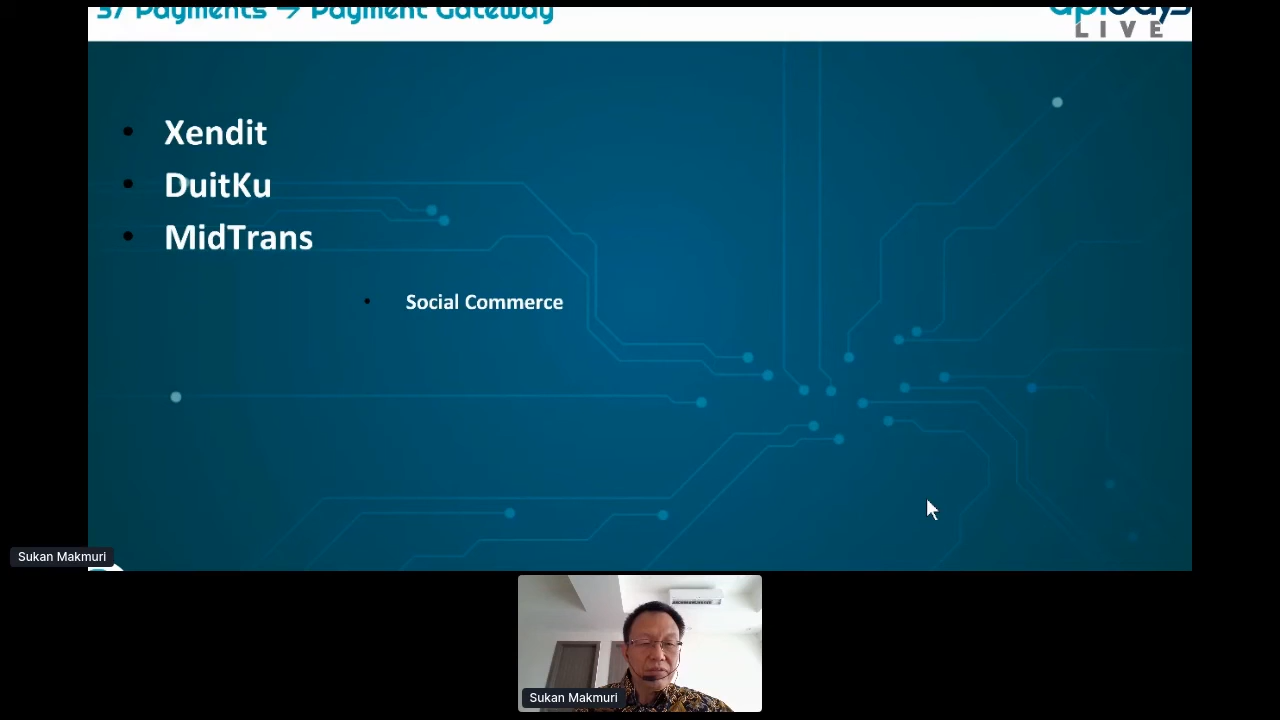 Payments → Payment Gateway
LIVE
Xendit
DuitKu
MidTrans
Social Commerce
Sukan Makmuri
Sukan Makmuri